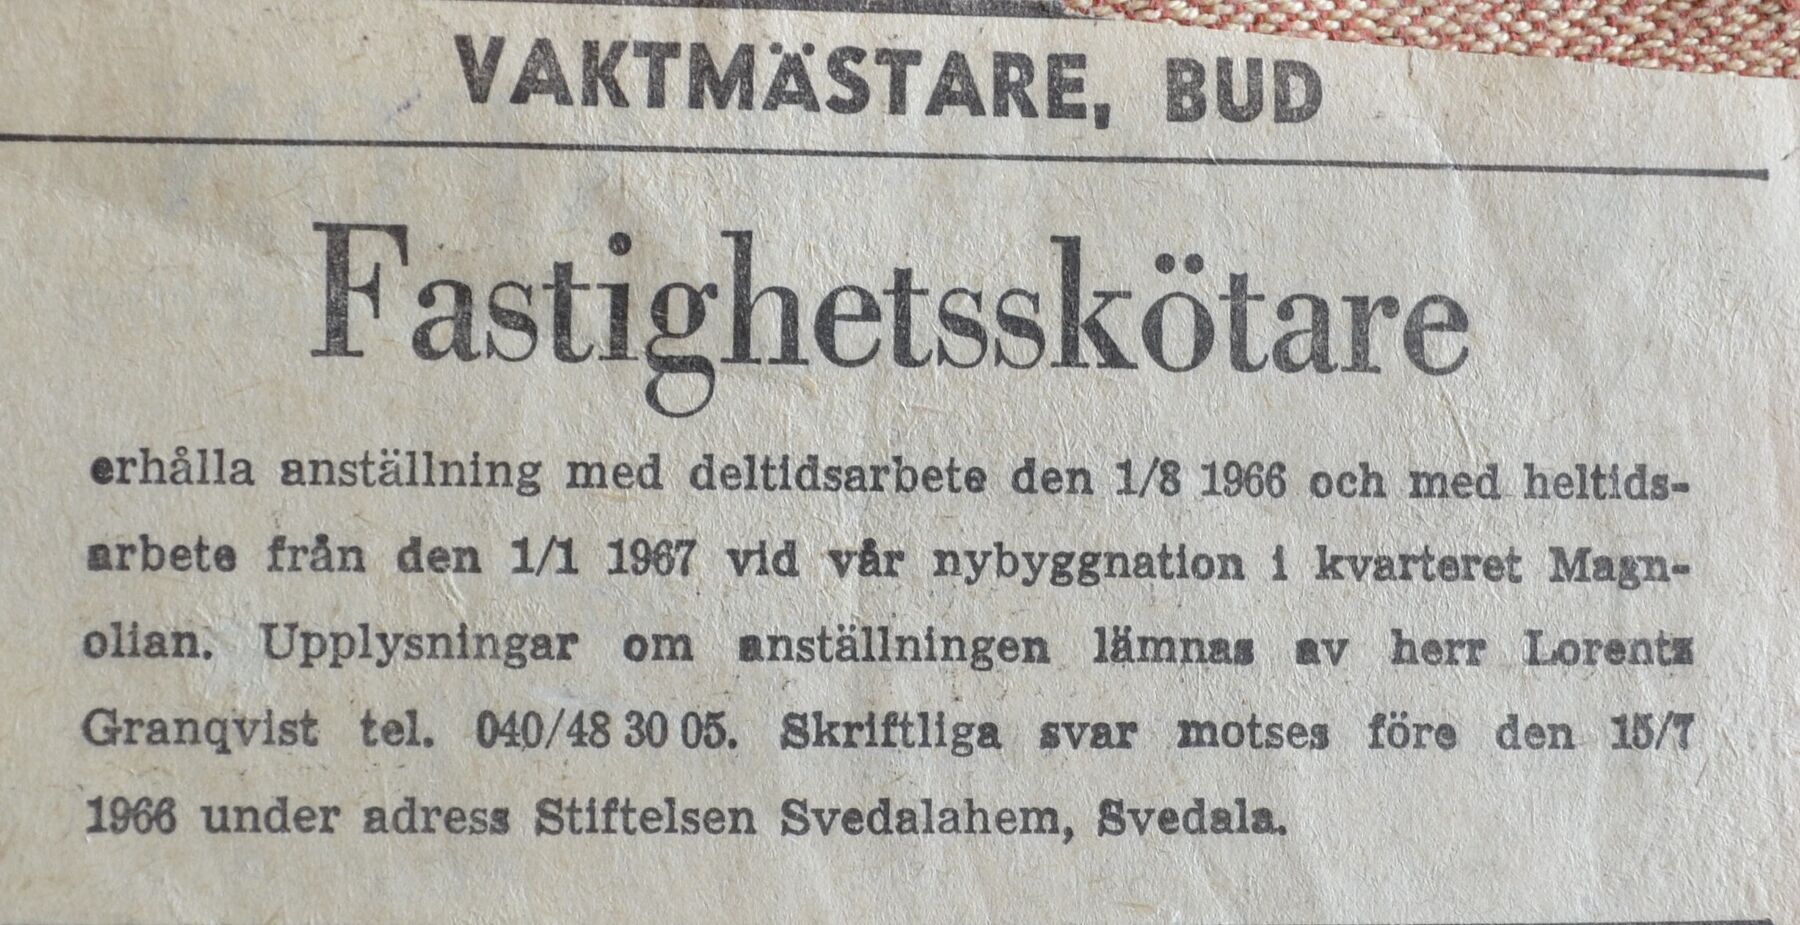 VAKTMÄSTARE, BUD
Fastighetsskötare
erhålla anställning med deltidsarbete den 1/8 1966 och med heltids-
arbete från den 1/1 1967 vid vår nybyggnation i kvarteret Magn-
olian. Upplysningar om anställningen lämnas av herr Lorentz
Granqvist tel. 040/48 30 05. Skriftliga svar motses före den 15/7
1966 under adress Stiftelsen Svedalahem, Svedala.